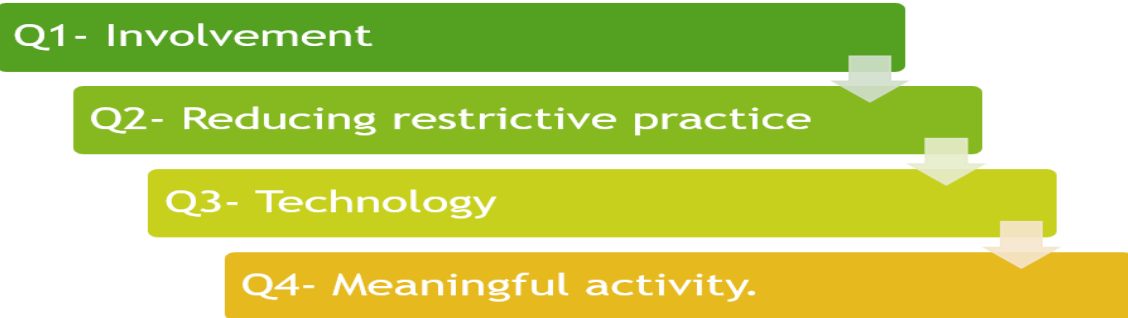 Q1- Involvement
Q2- Reducing restrictive practice
Q3- Technology
Q4- Meaningful activity.